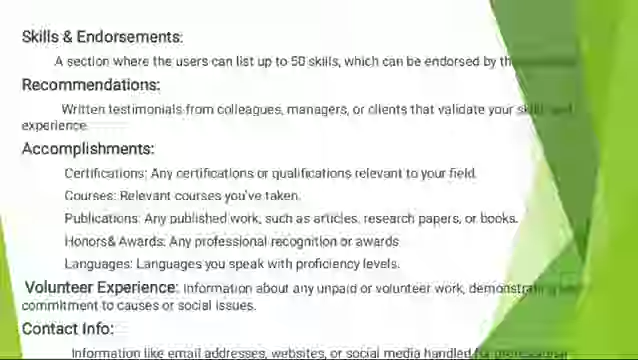 Skills & Endorsements:
A section where the users can list up to 50 skills, which can be endorsed by
Recommendations:
Written testimonials from colleagues, managers, or clients that validate your skills and
experience.
Accomplishments:
Certifications: Any certifications or qualifications relevant to your field.
Courses: Relevant courses you've taken.
Publications: Any published work, such as articles, research papers, or books.
Honors& Awards: Any professional recognition or awards
Languages: Languages you speak with proficiency levels.
Volunteer Experience: Information about any unpaid or volunteer work, demonstrating
commitment to causes or social issues.
Contact Info:
Information like email addresses, websites, or social media handled for professional